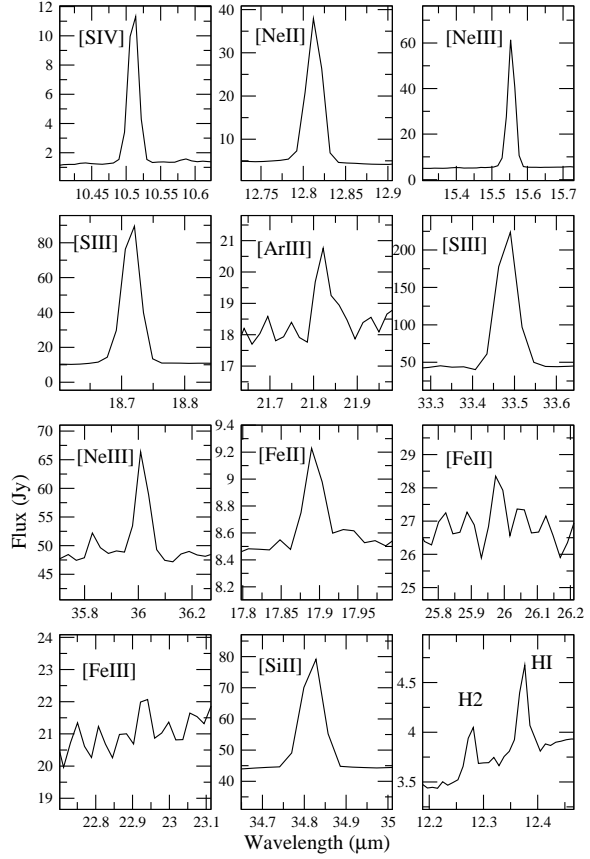 12
10
8
6
4
2
[SIV]
10.45 10.5 10.55 10.6
40
30
20
10
5
[NeII]
12.75 12.8 12.85 12.9
60
40
20
0
[NeIII]
15.4 15.5 15.6 15.7
80
60
40
20
0
[SIII]
18.7 18.8
21
20
19
18
17
[ArIII]
21.7 21.8 21.9
200
150
100
50
[SIII]
33.3 33.4 33.5 33.6
Flux (Jy)
70
65
60
55
50
45
[NeIII]
35.8 36 36.2
9.4
9.2
9
8.8
8.6
8.4
8.2
[FeII]
17.8 17.85 17.9 17.95
29
28
27
26
25
[FeII]
25.8 25.9 26 26.1 26.2
24
23
22
21
20
19
18
[FeIII]
22.8 22.9 23 23.1
80
70
60
50
40
[SiII]
34.7 34.8 34.9 35
4.5
4
3.5
H2
HI
12.2 12.3 12.4
Wavelength (μm)